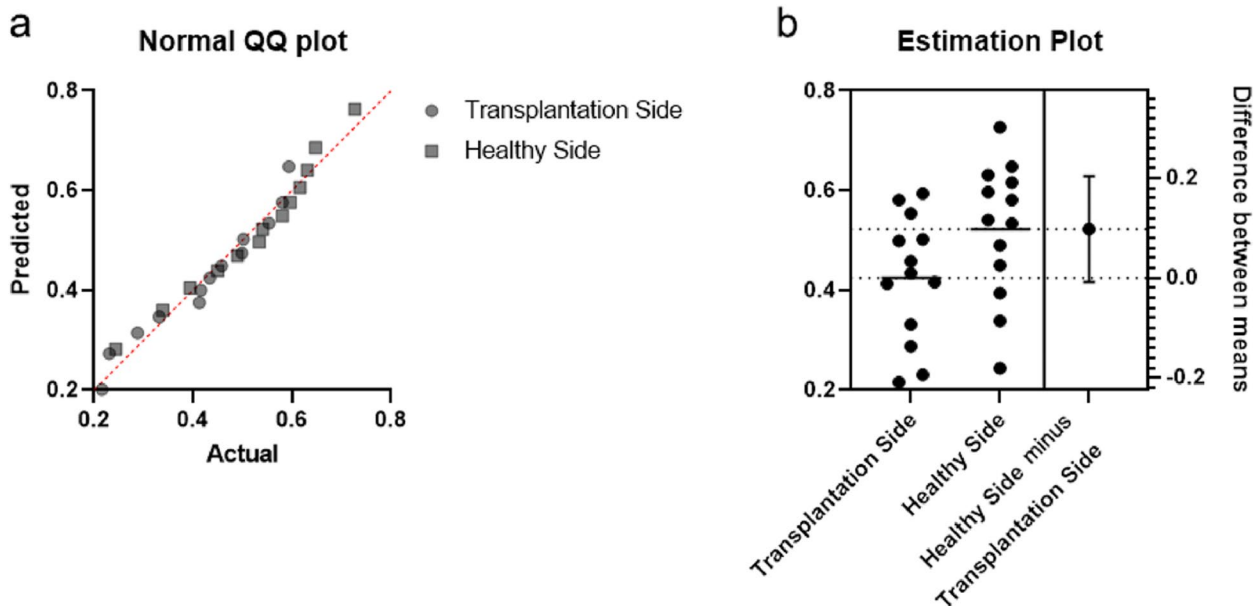 a
Normal QQ plot
0.8
0.6
0.4
0.2
0.2
0.4
0.6
0.8
Predicted
Actual
Transplantation Side
Healthy Side
b
Estimation Plot
0.8
0.6
0.4
0.2
0.2
0.0
-0.2
Difference between means
Transplantation Side
Healthy Side
Healthy Side minus
Transplantation Side